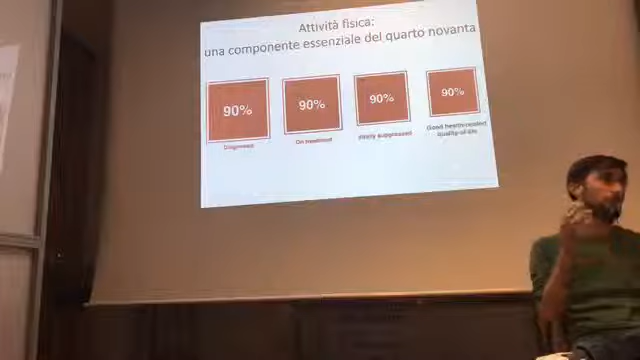 Attività fisica:
una componente essenziale del quarto novanta
90% 90% 90% 90%
Diagnosed On treatment Virally suppressed Good health-related
quality-of-life